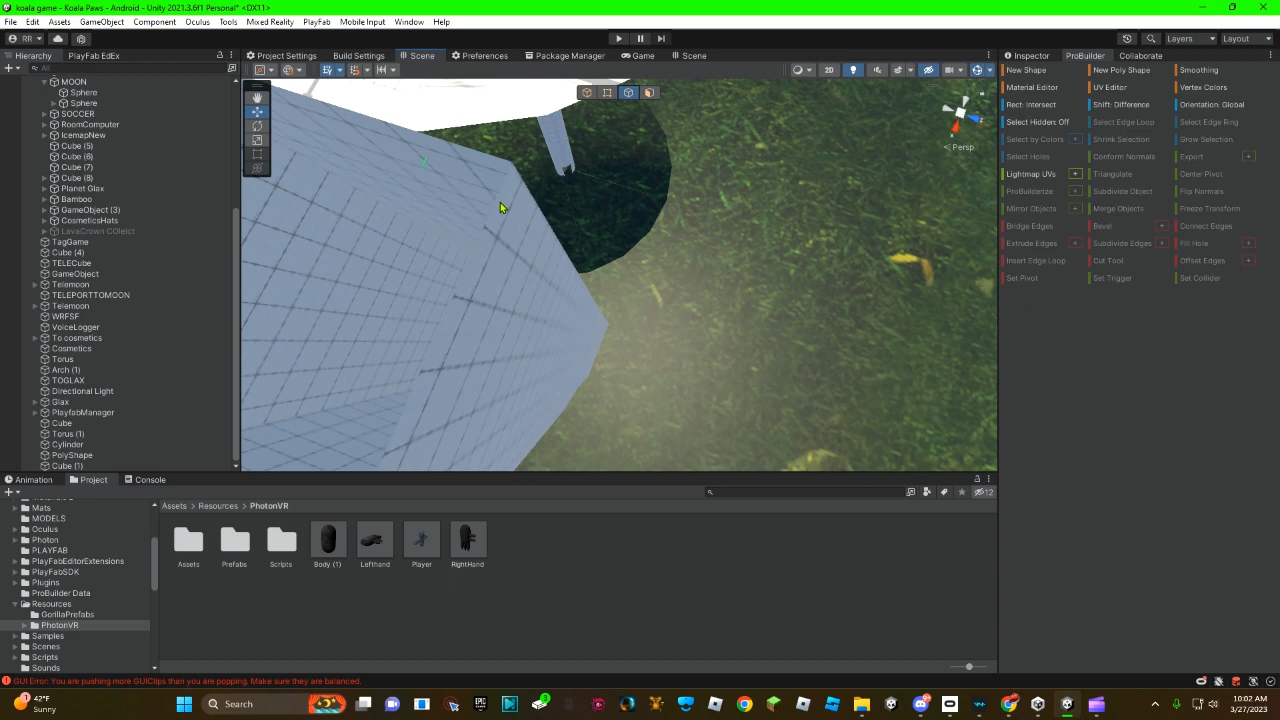 koala game - Koala Paws - Android - Unity 2021.3.6f1 Personal* <DX11>
File Edit Assets GameObject Component Oculus Tools Mixed Reality PlayFab Mobile Input Window Help
RR Layers Layout
Hierarchy PlayFab EdEx
All
MOON
Sphere
Sphere
SOCCER
RoomComputer
IcemapNew
Cube (5)
Cube (6)
Cube (7)
Cube (8)
Planet Glax
Bamboo
GameObject (3)
CosmeticsHats
LavaCrown COlelct
TagGame
Cube (4)
TELECube
GameObject
Telemoon
TELEPORTTOMOON
Telemoon
WRFSF
VoiceLogger
To cosmetics
Cosmetics
Torus
Arch (1)
TOGLAX
Directional Light
Glax
PlayfabManager
Cube
Torus (1)
Cylinder
PolyShape
Cube (1)
Project Settings Build Settings Scene Preferences Package Manager Game Scene
2D
< Persp
Inspector ProBuilder Collaborate
New Shape New Poly Shape Smoothing
Material Editor UV Editor Vertex Colors
Rect: Intersect Shift: Difference Orientation: Global
Select Hidden: Off Select Edge Loop Select Edge Ring
Select by Colors + Shrink Selection Grow Selection
Select Holes Conform Normals Export +
Lightmap UVs + Triangulate Center Pivot
ProBuilderize + Subdivide Object Flip Normals
Mirror Objects + Merge Objects Freeze Transform
Bridge Edges Bevel + Connect Edges
Extrude Edges + Subdivide Edges + Fill Hole +
Insert Edge Loop Cut Tool Offset Edges +
Set Pivot Set Trigger Set Collider
Animation Project Console
12
Mats
MODELS
Oculus
Photon
PLAYFAB
PlayFabEditorExtensions
PlayFabSDK
Plugins
ProBuilder Data
Resources
GorillaPrefabs
PhotonVR
Samples
Scenes
Scripts
Sounds
Assets > Resources > PhotonVR
Assets Prefabs Scripts Body (1) Lefthand Player RightHand
GUI Error: You are pushing more GUIClips than you are popping. Make sure they are balanced.
42°F
Sunny
Search
10:02 AM
3/27/2023